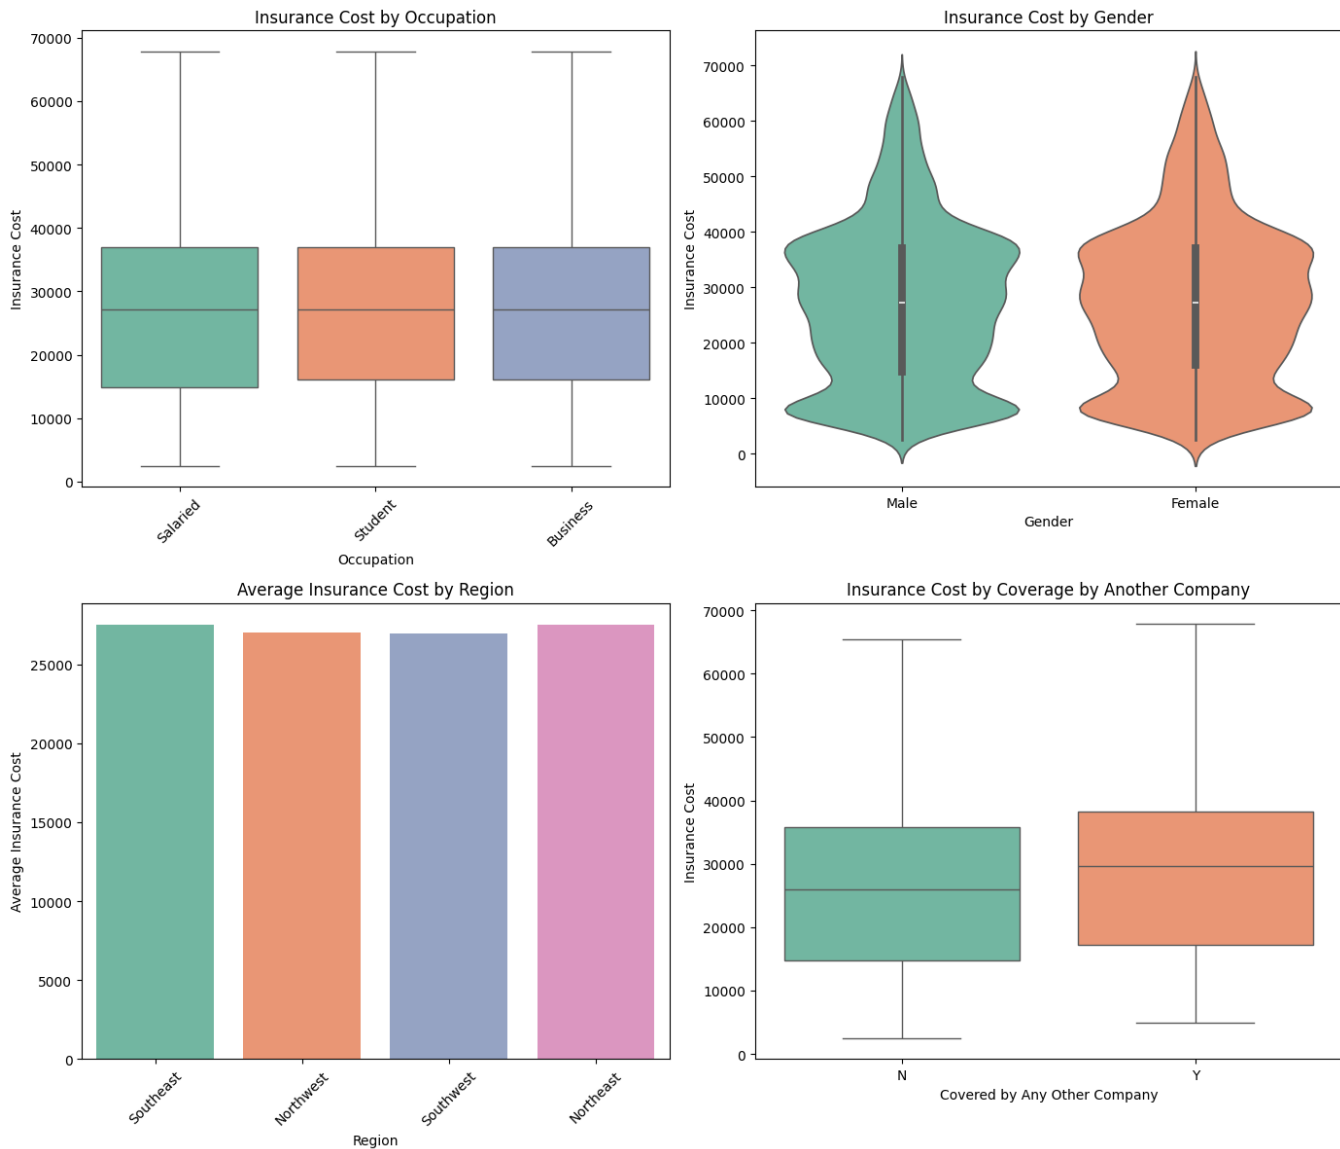 Insurance Cost by Occupation
Insurance Cost
70000
60000
50000
40000
30000
20000
10000
0
Salaried
Student
Business
Occupation
Insurance Cost by Gender
Insurance Cost
70000
60000
50000
40000
30000
20000
10000
0
Male
Female
Gender
Average Insurance Cost by Region
Average Insurance Cost
25000
20000
15000
10000
5000
0
Southeast
Northwest
Southwest
Northeast
Region
Insurance Cost by Coverage by Another Company
Insurance Cost
70000
60000
50000
40000
30000
20000
10000
0
N
Y
Covered by Any Other Company